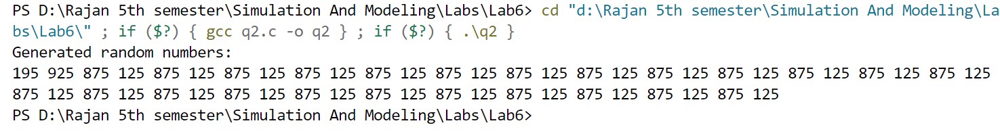 PS D:\Rajan 5th semester\Simulation And Modeling\Labs\Lab6> cd "d:\Rajan 5th semester\Simulation And Modeling\La
bs\Lab6\" ; if ($?) { gcc q2.c -o q2 } ; if ($?) { .\q2 }
Generated random numbers:
195 925 875 125 875 125 875 125 875 125 875 125 875 125 875 125 875 125 875 125 875 125 875 125 875 125 875 125
875 125 875 125 875 125 875 125 875 125 875 125 875 125 875 125 875 125 875 125 875 125
PS D:\Rajan 5th semester\Simulation And Modeling\Labs\Lab6>